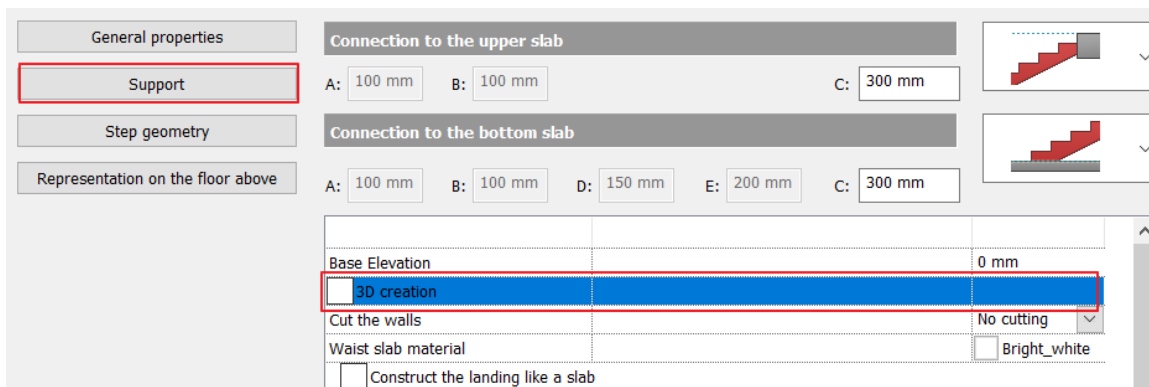 General properties
Support
Step geometry
Representation on the floor above
Connection to the upper slab
A: 100 mm B: 100 mm C: 300 mm
Connection to the bottom slab
A: 100 mm B: 100 mm D: 150 mm E: 200 mm C: 300 mm
Base Elevation 0 mm
3D creation
Cut the walls No cutting
Waist slab material Bright_white
Construct the landing like a slab